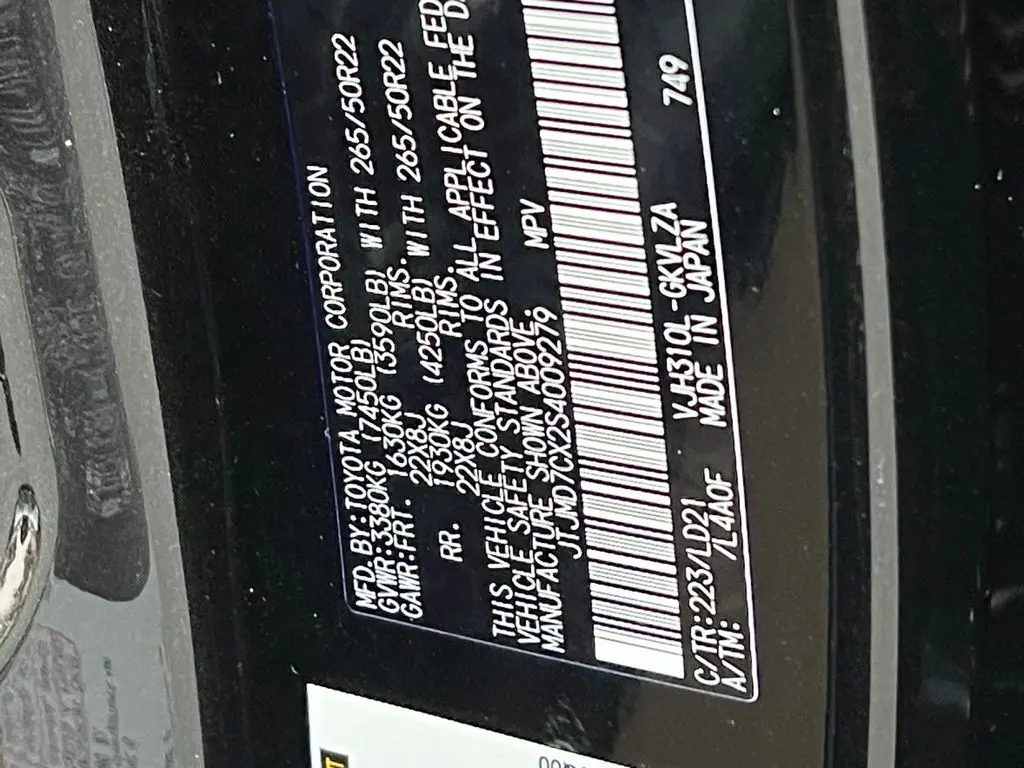 MFD. BY: TOYOTA MOTOR CORPORATION
GVWR: 3380KG (7450LB)
GAWR: FRT. 1630KG (3590LB) WITH 265/50R22
22X8J RIMS.
RR. 1930KG (4250LB) WITH 265/50R22
22X8J RIMS.
THIS VEHICLE CONFORMS TO ALL APPLICABLE FED
VEHICLE SAFETY STANDARDS IN EFFECT ON THE D
MANUFACTURE SHOWN ABOVE.
JTJMD7CX2S4009279 MPV
C/TR: 223/LD21 VJH310L-GKVLZA 749
A/TM: /L4A0F MADE IN JAPAN